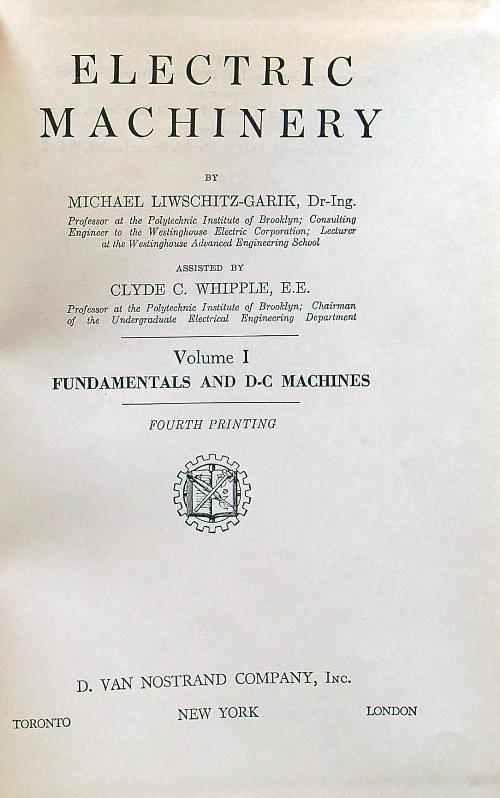 ELECTRIC
MACHINERY
BY
MICHAEL LIWSCHITZ-GARIK, Dr-Ing.
Professor at the Polytechnic Institute of Brooklyn; Consulting
Engineer to the Westinghouse Electric Corporation; Lecturer
at the Westinghouse Advanced Engineering School
ASSISTED BY
CLYDE C. WHIPPLE, E.E.
Professor at the Polytechnic Institute of Brooklyn; Chairman
of the Undergraduate Electrical Engineering Department
Volume I
FUNDAMENTALS AND D-C MACHINES
FOURTH PRINTING
D. VAN NOSTRAND COMPANY, INC.
TORONTO NEW YORK LONDON